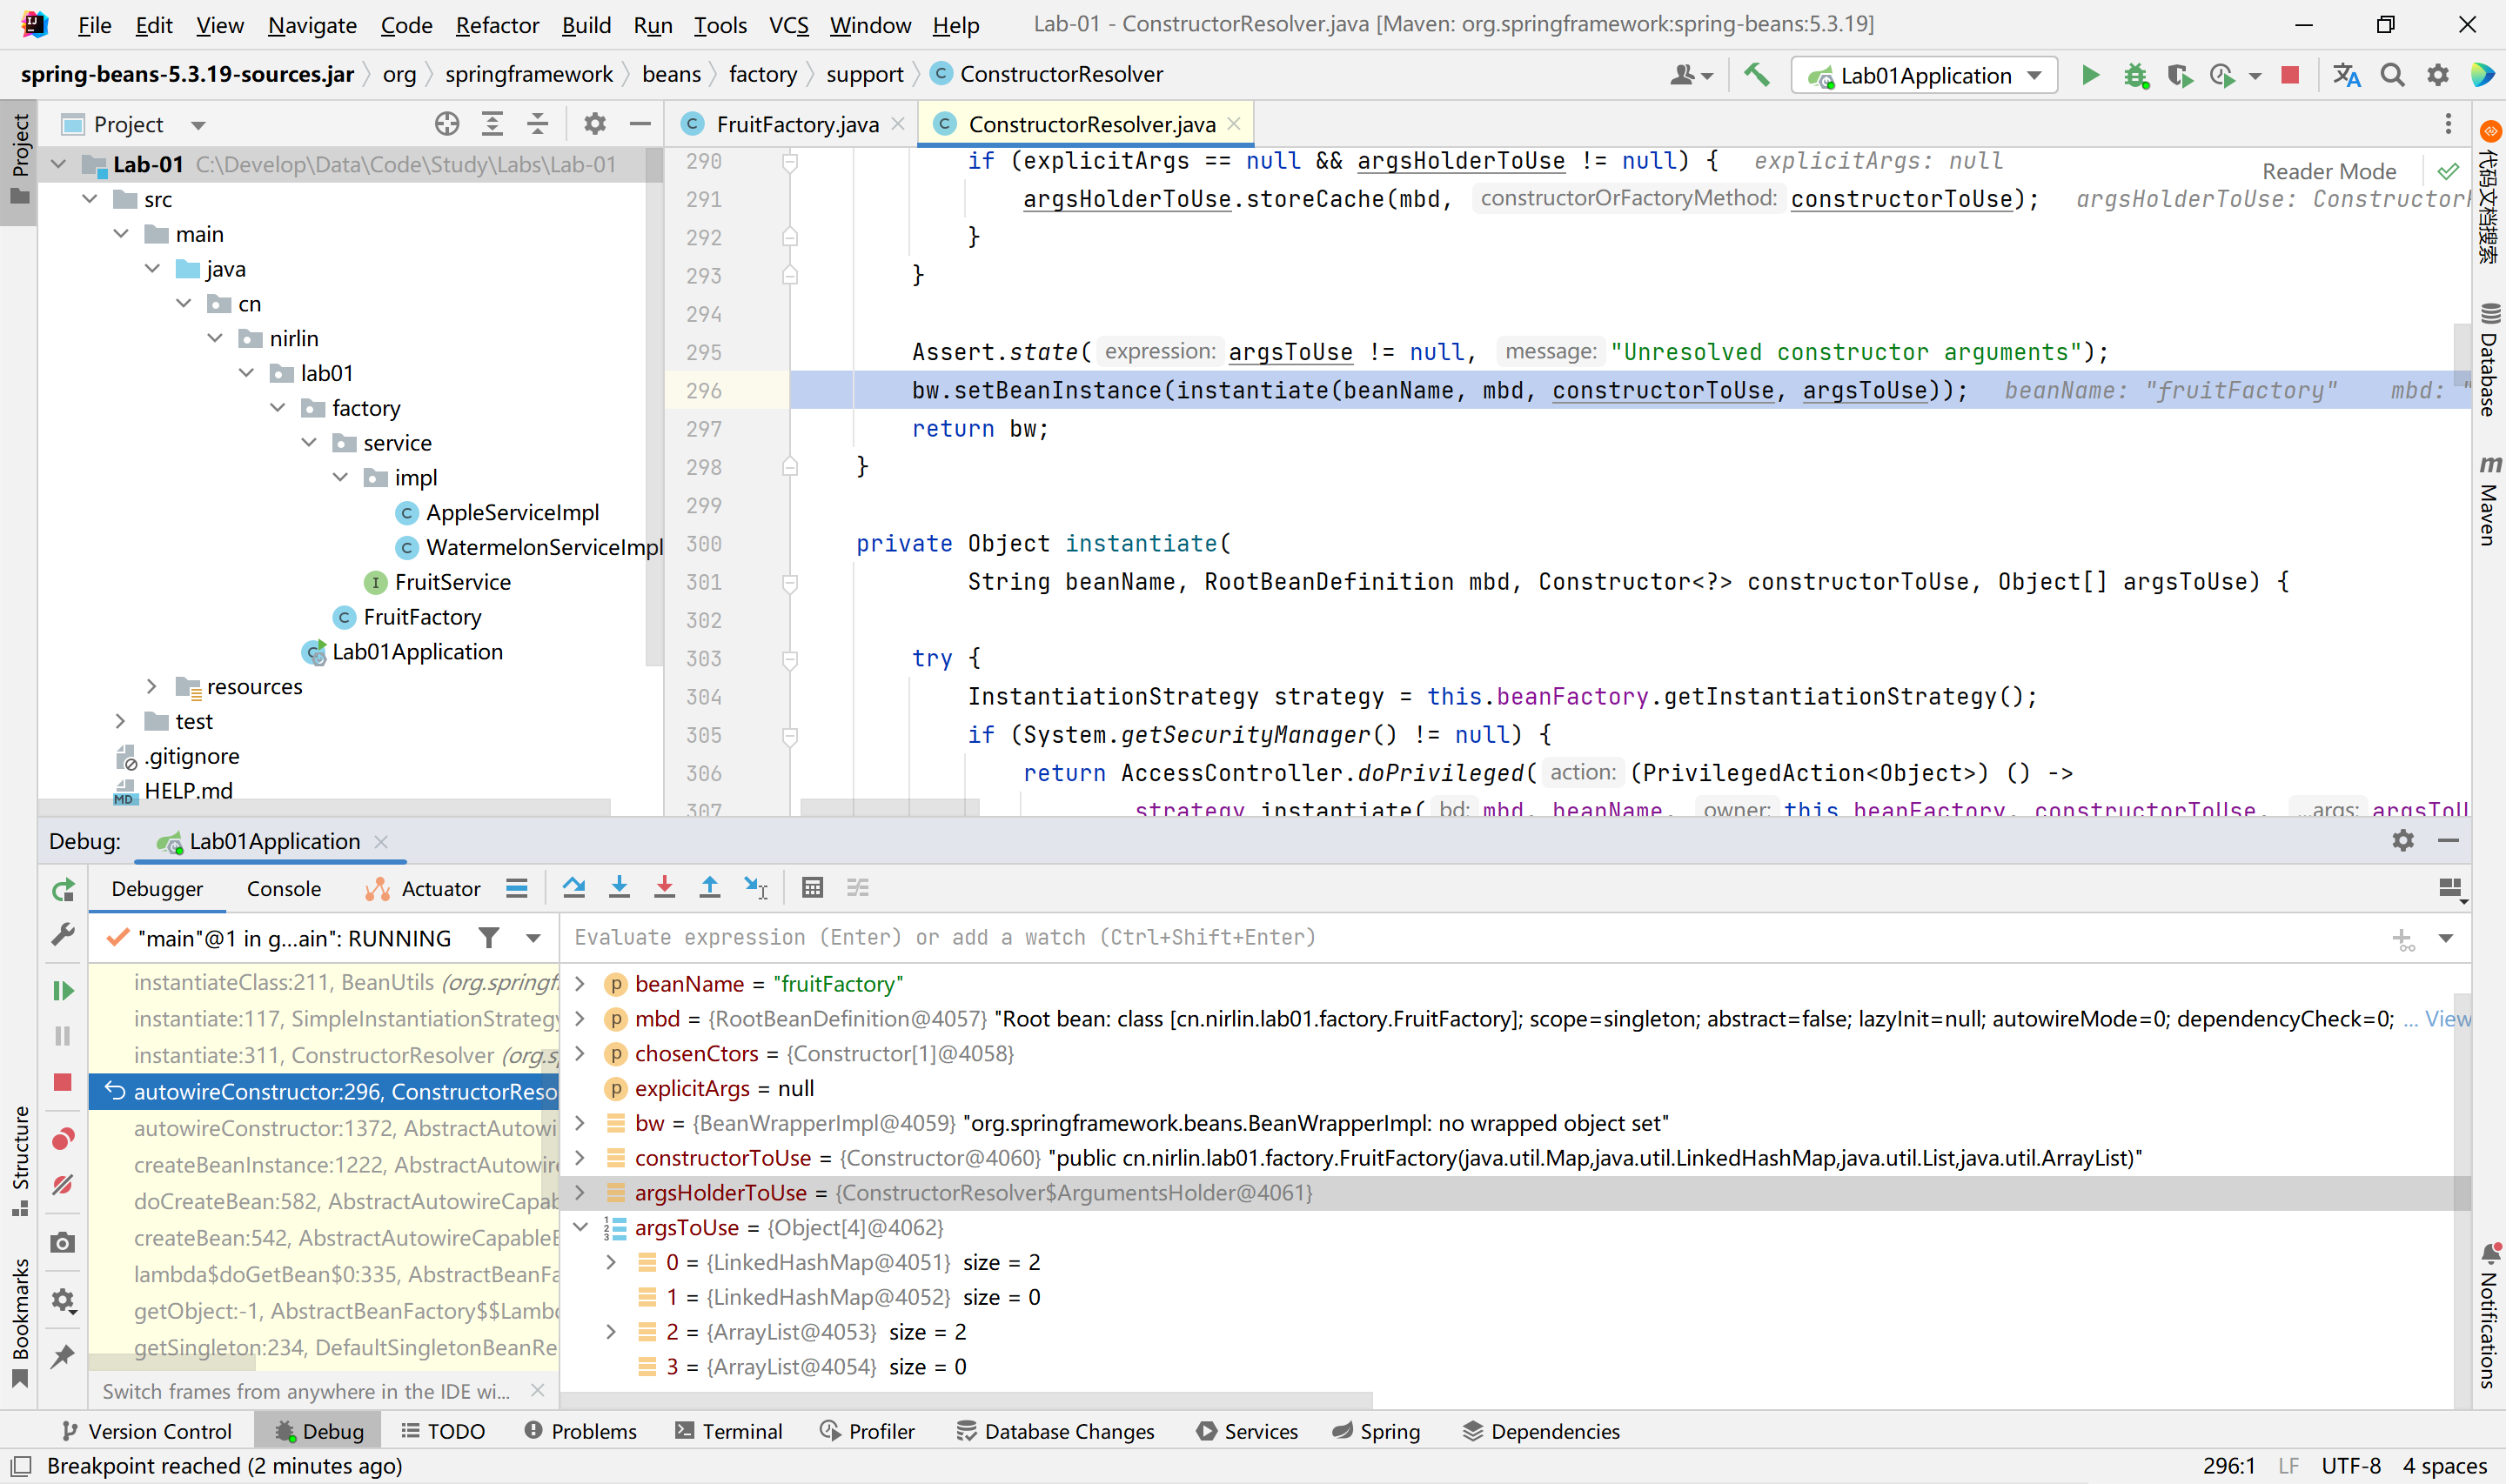 File Edit View Navigate Code Refactor Build Run Tools VCS Window Help Lab-01 - ConstructorResolver.java [Maven: org.springframework:spring-beans:5.3.19]
spring-beans-5.3.19-sources.jar org springframework beans factory support ConstructorResolver Lab01Application
Project
FruitFactory.java ConstructorResolver.java
Lab-01 C:\Develop\Data\Code\Study\Labs\Lab-01
src
main
java
cn
nirlin
lab01
factory
service
impl
AppleServiceImpl
WatermelonServiceImpl
FruitService
FruitFactory
Lab01Application
resources
test
.gitignore
HELP.md
Reader Mode
290 if (explicitArgs == null && argsHolderToUse != null) { explicitArgs: null
291 argsHolderToUse.storeCache(mbd, constructorOrFactoryMethod: constructorToUse); argsHolderToUse: Constructor
292 }
293 }
294
295 Assert.state( expression: argsToUse != null, message: "Unresolved constructor arguments");
296 bw.setBeanInstance(instantiate(beanName, mbd, constructorToUse, argsToUse)); beanName: "fruitFactory" mbd: "
297 return bw;
298 }
299
300 private Object instantiate(
301 String beanName, RootBeanDefinition mbd, Constructor<?> constructorToUse, Object[] argsToUse) {
302
303 try {
304 InstantiationStrategy strategy = this.beanFactory.getInstantiationStrategy();
305 if (System.getSecurityManager() != null) {
306 return AccessController.doPrivileged( action: (PrivilegedAction<Object>) () ->
307 strategy.instantiate( bd: mbd, beanName, owner: this.beanFactory, constructorToUse, ...args: argsToU
Project
Structure
Bookmarks
代码文档搜索
Database
m Maven
Notifications
Debug: Lab01Application
Debugger Console Actuator
"main"@1 in g...ain": RUNNING
Evaluate expression (Enter) or add a watch (Ctrl+Shift+Enter)
instantiateClass:211, BeanUtils (org.springf
instantiate:117, SimpleInstantiationStrategy
instantiate:311, ConstructorResolver (org.s
autowireConstructor:296, ConstructorReso
autowireConstructor:1372, AbstractAutowi
createBeanInstance:1222, AbstractAutowir
doCreateBean:582, AbstractAutowireCapab
createBean:542, AbstractAutowireCapableE
lambda$doGetBean$0:335, AbstractBeanFa
getObject:-1, AbstractBeanFactory$$Lambd
getSingleton:234, DefaultSingletonBeanRe
Switch frames from anywhere in the IDE wi...
beanName = "fruitFactory"
mbd = {RootBeanDefinition@4057} "Root bean: class [cn.nirlin.lab01.factory.FruitFactory]; scope=singleton; abstract=false; lazyInit=null; autowireMode=0; dependencyCheck=0; ... View
chosenCtors = {Constructor[1]@4058}
explicitArgs = null
bw = {BeanWrapperImpl@4059} "org.springframework.beans.BeanWrapperImpl: no wrapped object set"
constructorToUse = {Constructor@4060} "public cn.nirlin.lab01.factory.FruitFactory(java.util.Map,java.util.LinkedHashMap,java.util.List,java.util.ArrayList)"
argsHolderToUse = {ConstructorResolver$ArgumentsHolder@4061}
argsToUse = {Object[4]@4062}
0 = {LinkedHashMap@4051} size = 2
1 = {LinkedHashMap@4052} size = 0
2 = {ArrayList@4053} size = 2
3 = {ArrayList@4054} size = 0
Version Control Debug TODO Problems Terminal Profiler Database Changes Services Spring Dependencies
Breakpoint reached (2 minutes ago) 296:1 LF UTF-8 4 spaces